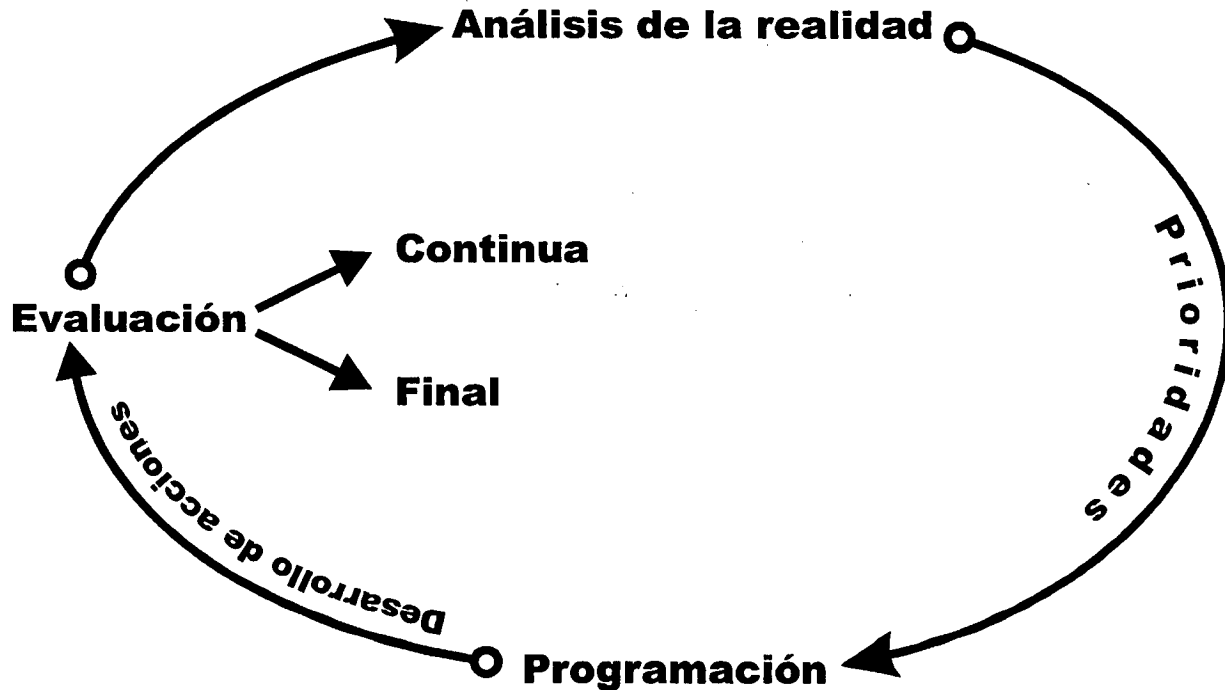 Análisis de la realidad
Prioridades
Continua
Evaluación
Final
Desarrollo de acciones
Programación